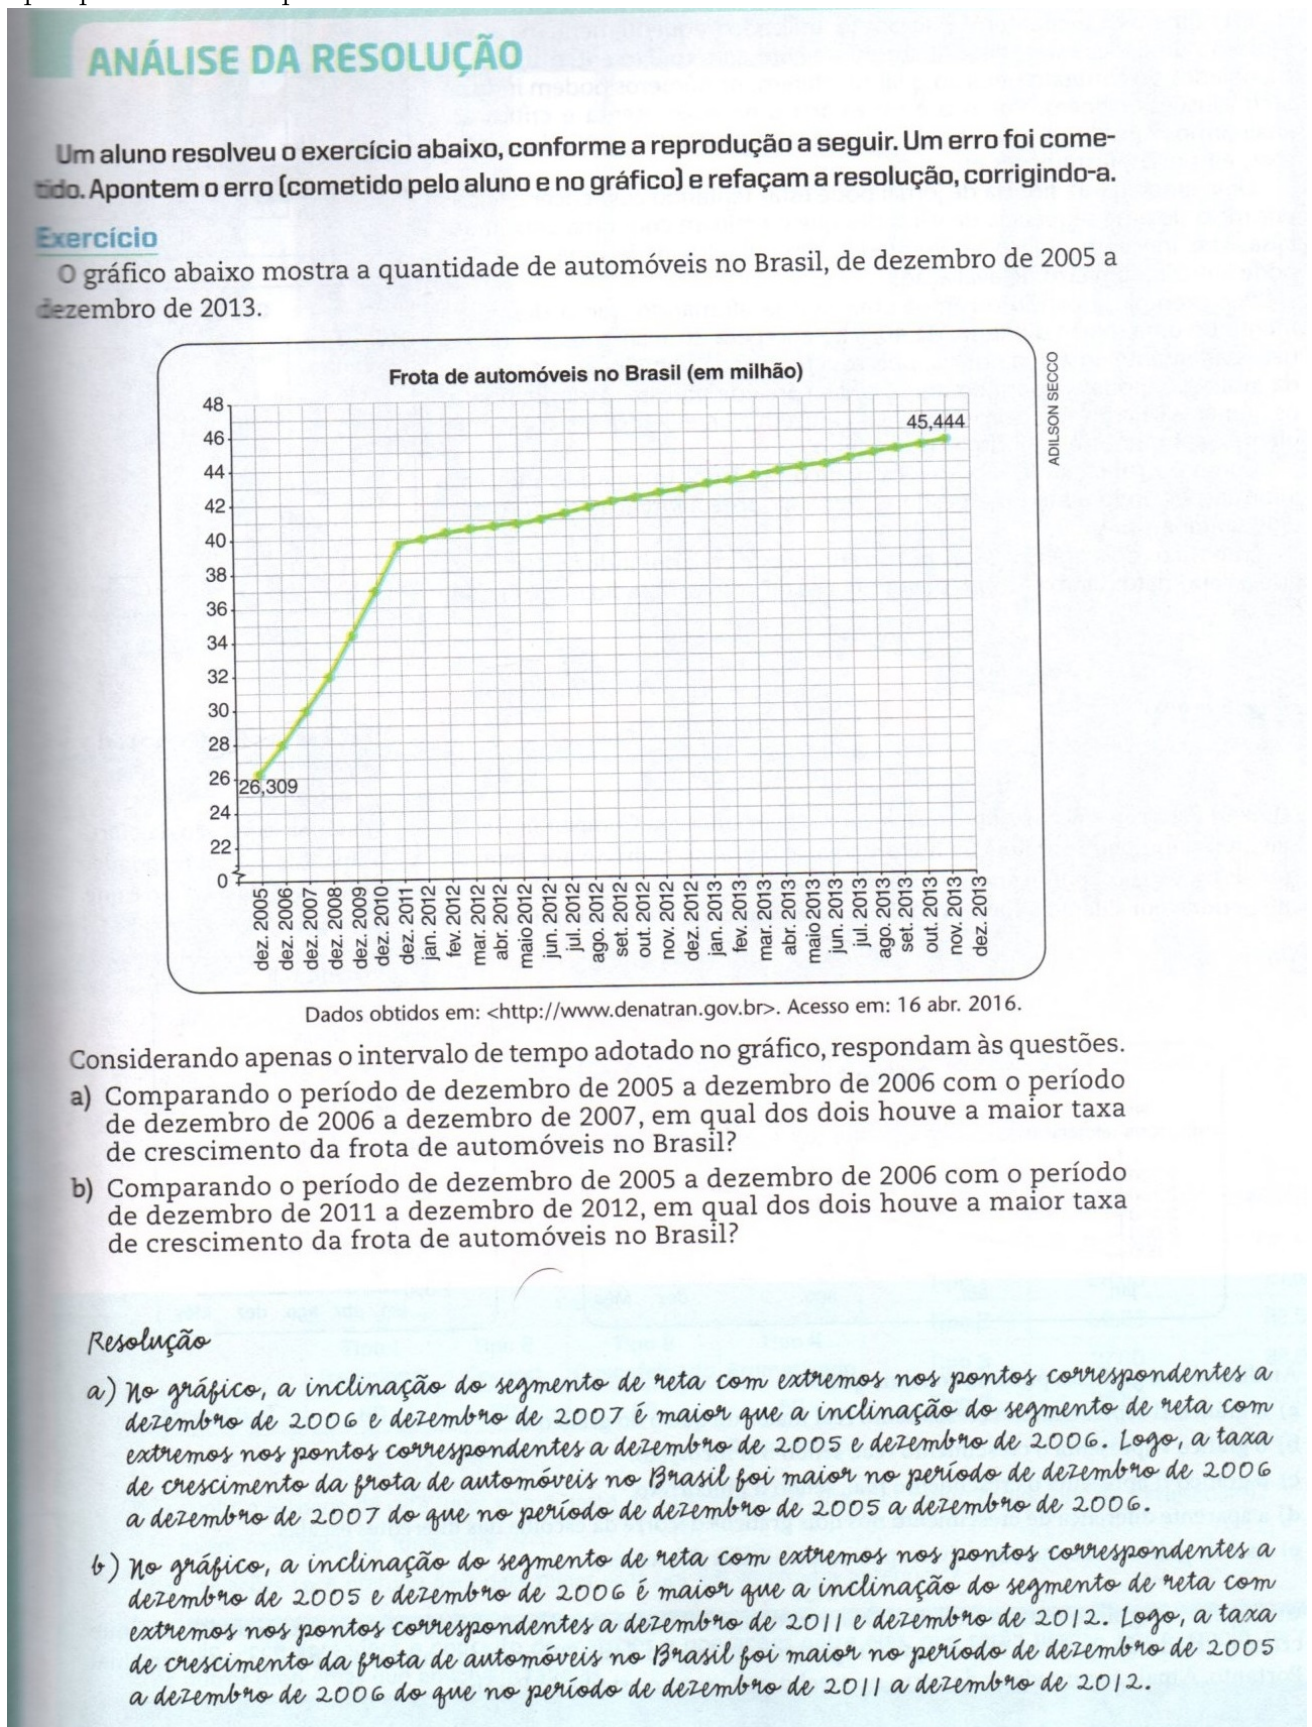 ANÁLISE DA RESOLUÇÃO
Um aluno resolveu o exercício abaixo, conforme a reprodução a seguir. Um erro foi come-
tido. Apontem o erro (cometido pelo aluno e no gráfico) e refaçam a resolução, corrigindo-a.
Exercício
O gráfico abaixo mostra a quantidade de automóveis no Brasil, de dezembro de 2005 a
dezembro de 2013.
Frota de automóveis no Brasil (em milhão)
48
46
44
42
40
38
36
34
32
30
28
26
24
22
0
45,444
26,309
ADILSON SECCO
dez. 2005
dez. 2006
dez. 2007
dez. 2008
dez. 2009
dez. 2010
dez. 2011
jan. 2012
fev. 2012
mar. 2012
abr. 2012
maio 2012
jun. 2012
jul. 2012
ago. 2012
set. 2012
out. 2012
nov. 2012
dez. 2012
jan. 2013
fev. 2013
mar. 2013
abr. 2013
maio 2013
jun. 2013
jul. 2013
ago. 2013
set. 2013
out. 2013
nov. 2013
dez. 2013
Dados obtidos em: <http://www.denatran.gov.br>. Acesso em: 16 abr. 2016.
Considerando apenas o intervalo de tempo adotado no gráfico, respondam às questões.
a) Comparando o período de dezembro de 2005 a dezembro de 2006 com o período
de dezembro de 2006 a dezembro de 2007, em qual dos dois houve a maior taxa
de crescimento da frota de automóveis no Brasil?
b) Comparando o período de dezembro de 2005 a dezembro de 2006 com o período
de dezembro de 2011 a dezembro de 2012, em qual dos dois houve a maior taxa
de crescimento da frota de automóveis no Brasil?
Resolução
a) No gráfico, a inclinação do segmento de reta com extremos nos pontos correspondentes a
dezembro de 2006 e dezembro de 2007 é maior que a inclinação do segmento de reta com
extremos nos pontos correspondentes a dezembro de 2005 e dezembro de 2006. Logo, a taxa
de crescimento da frota de automóveis no Brasil foi maior no período de dezembro de 2006
a dezembro de 2007 do que no período de dezembro de 2005 a dezembro de 2006.
b) No gráfico, a inclinação do segmento de reta com extremos nos pontos correspondentes a
dezembro de 2005 e dezembro de 2006 é maior que a inclinação do segmento de reta com
extremos nos pontos correspondentes a dezembro de 2011 e dezembro de 2012. Logo, a taxa
de crescimento da frota de automóveis no Brasil foi maior no período de dezembro de 2005
a dezembro de 2006 do que no período de dezembro de 2011 a dezembro de 2012.